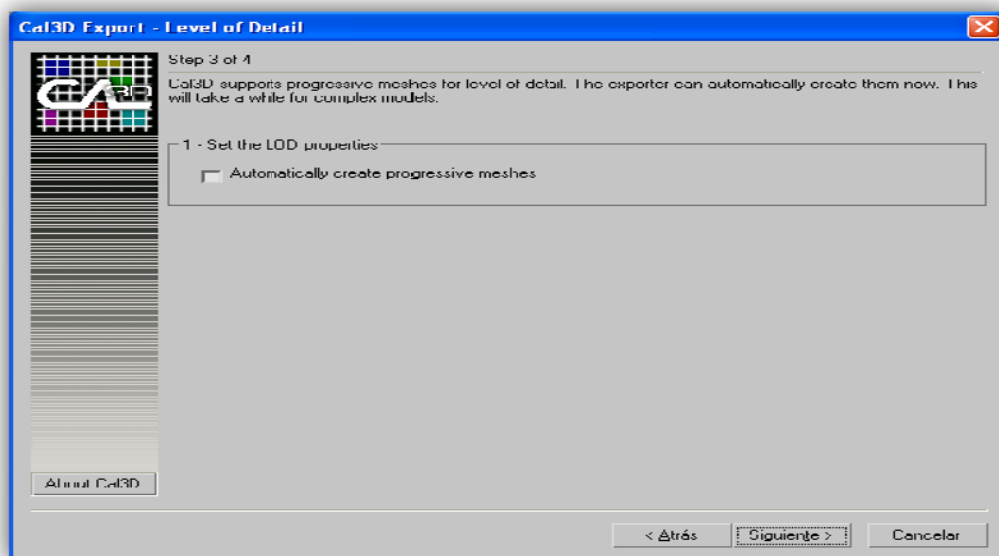 Cal3D Export - Level of Detail
Step 3 of 4
Cal3D supports progressive meshes for level of detail. The exporter can automatically create them now. This
will take a while for complex models.
1 - Set the LOD properties
Automatically create progressive meshes
About Cal3D
< Atrás
Siguiente >
Cancelar